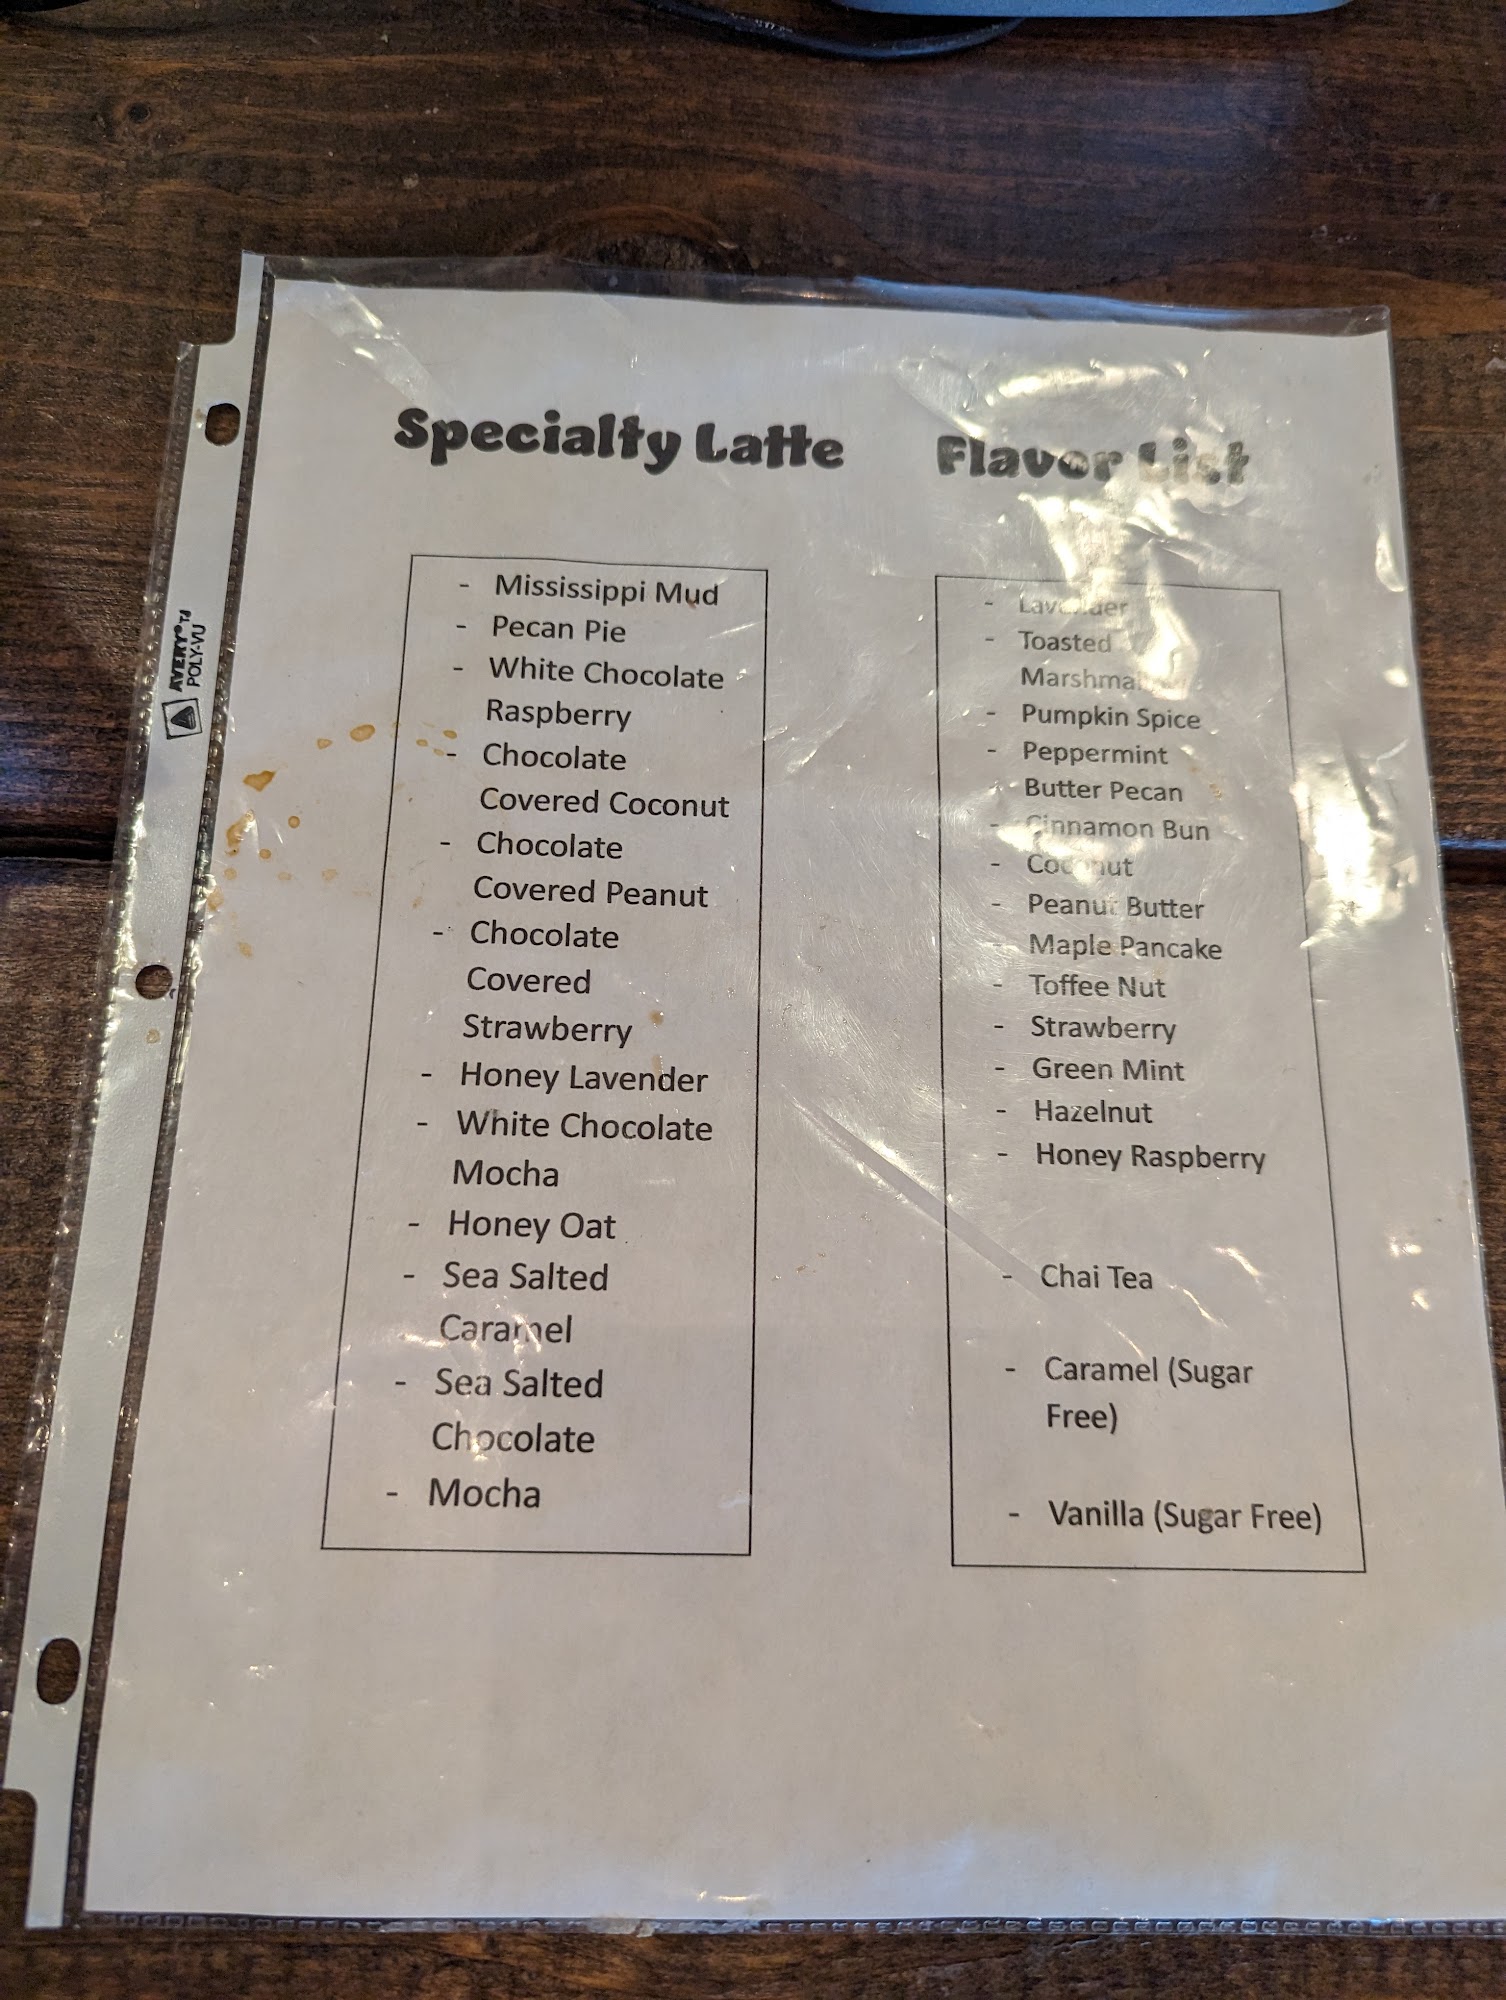 Specialty Latte
- Mississippi Mud
- Pecan Pie
- White Chocolate
Raspberry
- Chocolate
Covered Coconut
- Chocolate
Covered Peanut
- Chocolate
Covered
Strawberry
- Honey Lavender
- White Chocolate
Mocha
- Honey Oat
- Sea Salted
Caramel
- Sea Salted
Chocolate
- Mocha
Flavor List
- Lavender
- Toasted
- Pumpkin Spice
- Peppermint
- Butter Pecan
- Cinnamon Bun
- Coconut
- Peanut Butter
- Maple Pancake
- Toffee Nut
- Strawberry
- Green Mint
- Hazelnut
- Honey Raspberry
- Chai Tea
- Caramel (Sugar
Free)
- Vanilla (Sugar Free)
AVERY®
POLY-VU